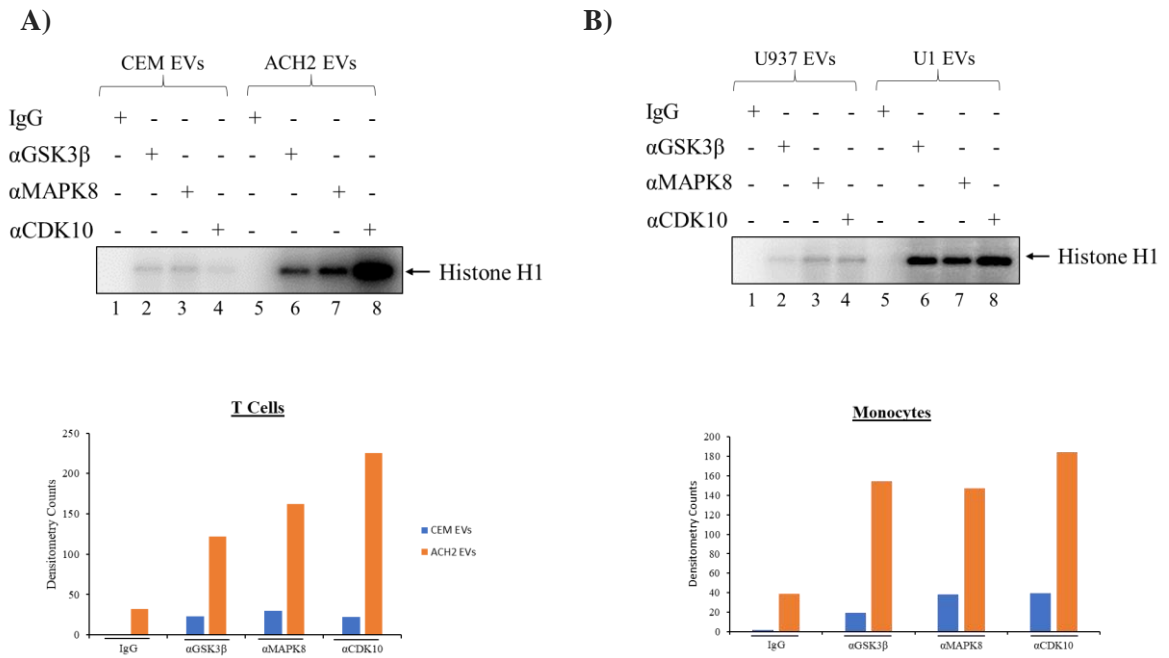 A)
CEM EVs ACH2 EVs
IgG + - - - + - - -
αGSK3β - + - - - + - -
αMAPK8 - - + - - - + -
αCDK10 - - - + - - - +
Histone H1
1 2 3 4 5 6 7 8
T Cells
250
200
150
100
50
0
Densitometry Counts
IgG αGSK3β αMAPK8 αCDK10
CEM EVs
ACH2 EVs
B)
U937 EVs U1 EVs
IgG + - - - + - - -
αGSK3β - + - - - + - -
αMAPK8 - - + - - - + -
αCDK10 - - - + - - - +
Histone H1
1 2 3 4 5 6 7 8
Monocytes
200
180
160
140
120
100
80
60
40
20
0
Densitometry Counts
IgG αGSK3β αMAPK8 αCDK10